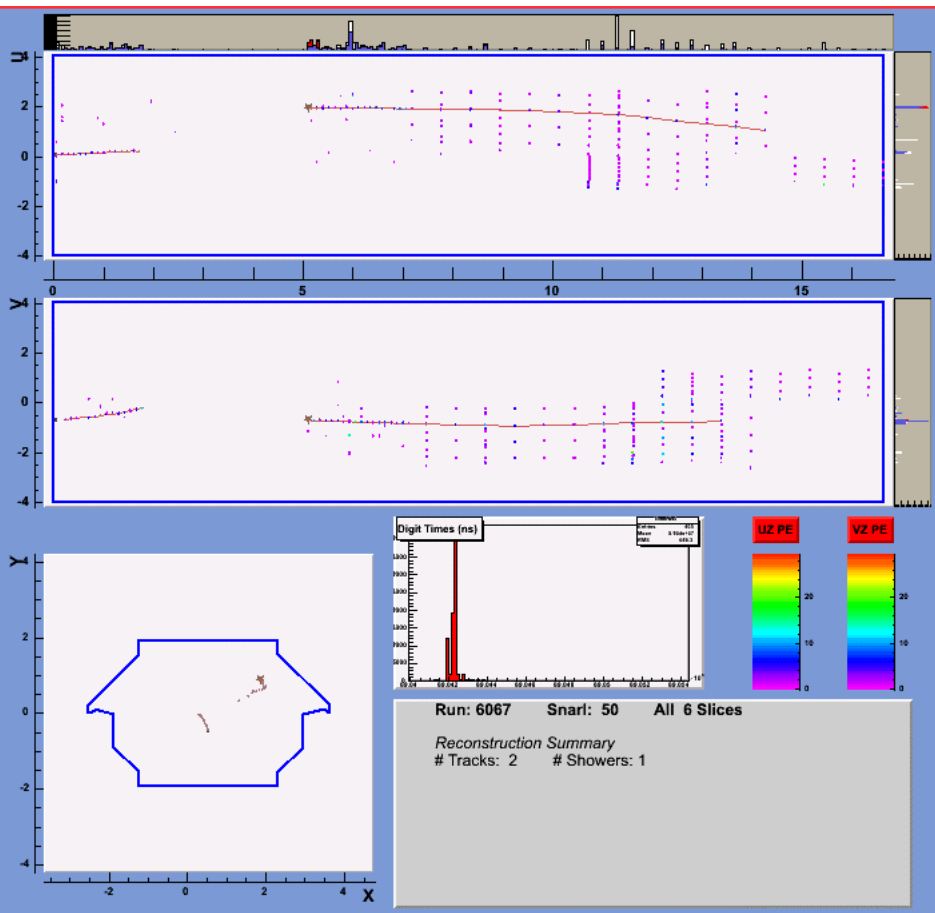 U
4
2
0
-2
-4
0 5 10 15
V
4
2
0
-2
-4
Digit Times (ns)
UZ PE VZ PE
20 20
10 10
0 0
Y
4
2
0
-2
-4
-2 0 2 4
X
Run: 6067 Snarl: 50 All 6 Slices
Reconstruction Summary
# Tracks: 2 # Showers: 1